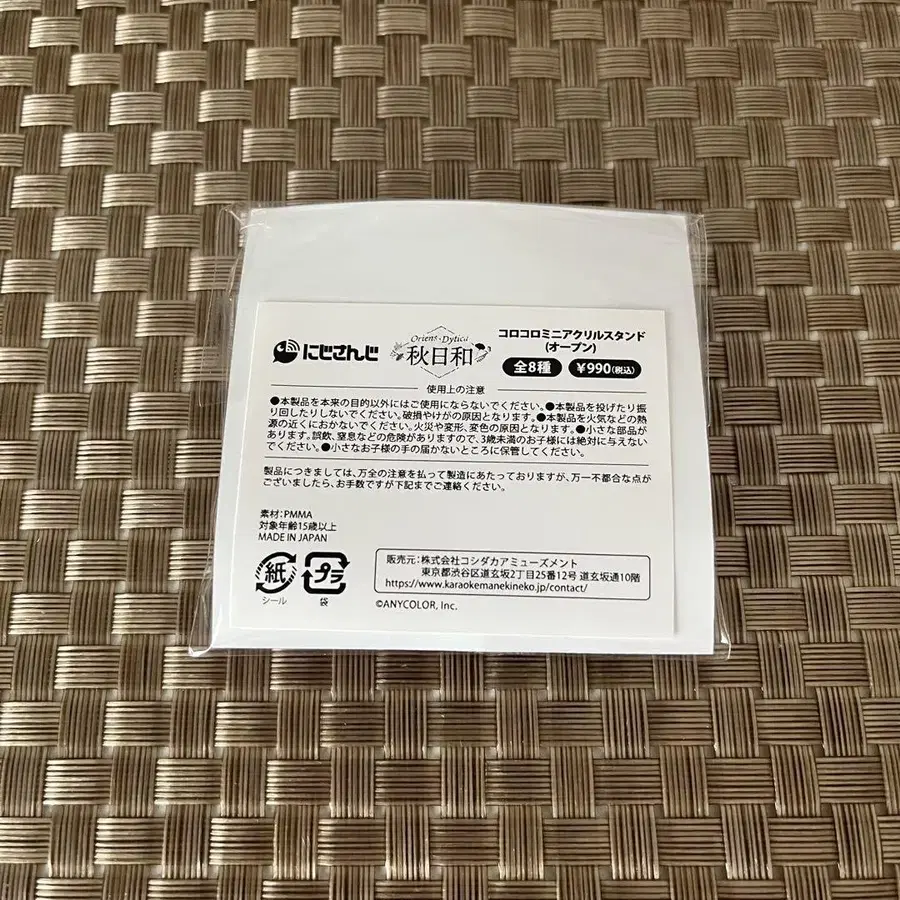 にじさんじ
Oriens・Dytica
秋日和
コロコロミニアクリルスタンド
(オープン)
全8種
¥990(税込)
使用上の注意
●本製品を本来の目的以外にはご使用にならないでください。●本製品を投げたり振
り回したりしないでください。破損やけがの原因となります。●本製品を火気などの熱
源の近くにおかないでください。火災や変形、変色の原因となります。●小さな部品が
あります。誤飲、窒息などの危険がありますので、3歳未満のお子様には絶対に与えない
でください。●小さなお子様の手の届かないところに保管してください。
製品につきましては、万全の注意を払って製造にあたっておりますが、万一不都合な点が
ございましたら、お手数ですが下記までご連絡ください。
素材:PMMA
対象年齢15歳以上
MADE IN JAPAN
紙
シール
プラ
袋
販売元:株式会社コシダカアミューズメント
東京都渋谷区道玄坂2丁目25番12号 道玄坂通10階
https://www.karaokemanekineko.jp/contact/
©ANYCOLOR, Inc.